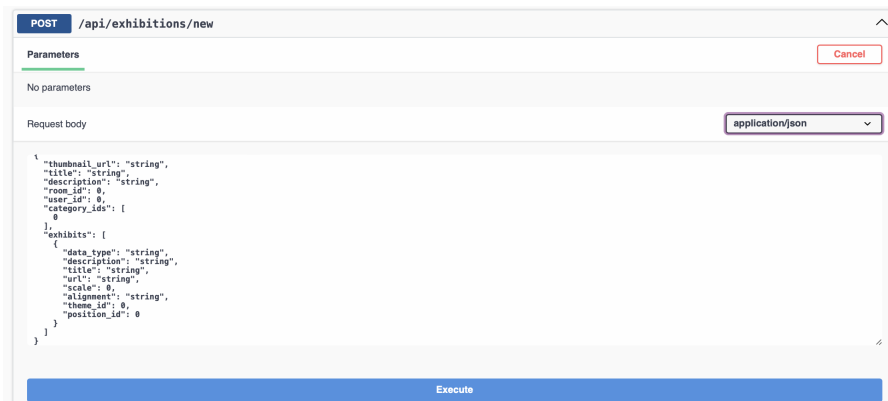 POST /api/exhibitions/new
Parameters
Cancel
No parameters
Request body
application/json
{
"thumbnail_url": "string",
"title": "string",
"description": "string",
"room_id": 0,
"user_id": 0,
"category_ids": [
0
],
"exhibits": [
{
"data_type": "string",
"description": "string",
"title": "string",
"url": "string",
"scale": 0,
"alignment": "string",
"theme_id": 0,
"position_id": 0
}
]
}
Execute